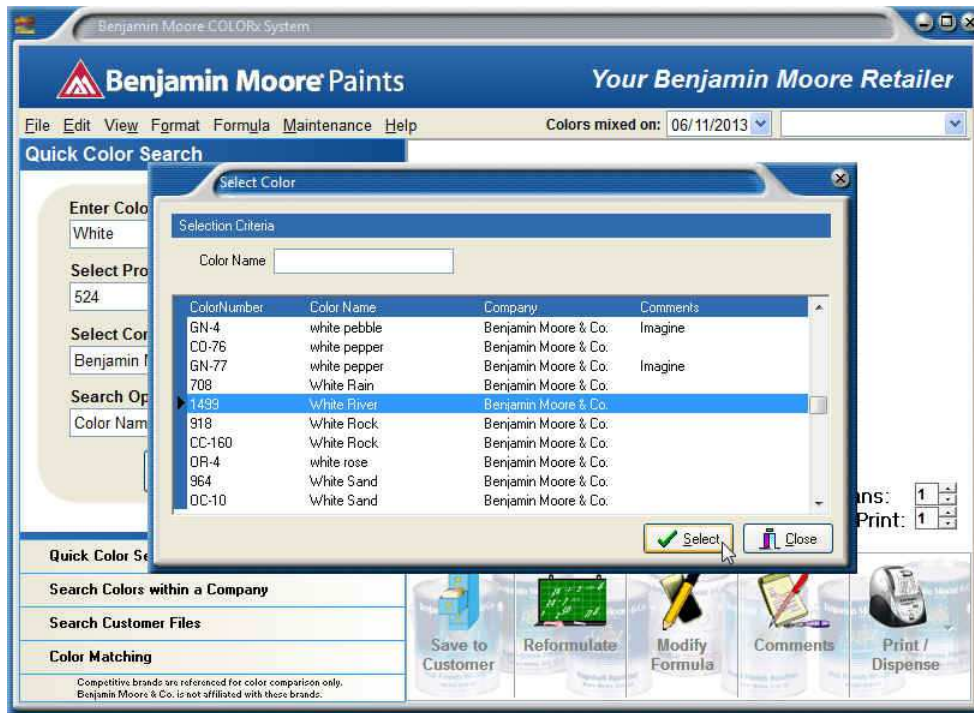 Benjamin Moore COLORx System
Benjamin Moore Paints
Your Benjamin Moore Retailer
File Edit View Format Formula Maintenance Help
Colors mixed on: 06/11/2013
Quick Color Search
Select Color
Enter Colo
White
Select Pro
524
Select Con
Benjamin M
Search Op
Color Nam
Selection Criteria
Color Name
ColorNumber Color Name Company Comments
GN-4 white pebble Benjamin Moore & Co. Imagine
CO-76 white pepper Benjamin Moore & Co.
GN-77 white pepper Benjamin Moore & Co. Imagine
708 White Rain Benjamin Moore & Co.
1499 White River Benjamin Moore & Co.
918 White Rock Benjamin Moore & Co.
CC-160 White Rock Benjamin Moore & Co.
OR-4 white rose Benjamin Moore & Co.
964 White Sand Benjamin Moore & Co.
OC-10 White Sand Benjamin Moore & Co.
Select Close
ans: 1
Print: 1
Quick Color Se
Search Colors within a Company
Search Customer Files
Color Matching
Competitive brands are referenced for color comparison only.
Benjamin Moore & Co. is not affiliated with these brands.
Save to Customer
Reformulate
Modify Formula
Comments
Print / Dispense